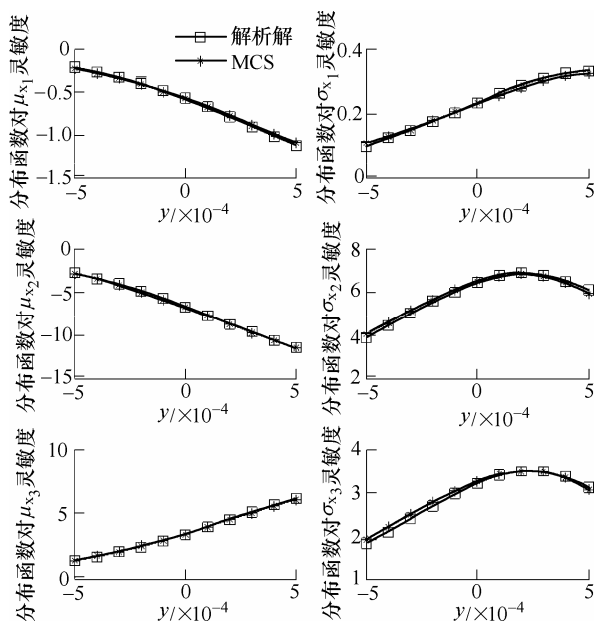 分布函数对μx1灵敏度
0
−0.5
−1.0
−1.5
−5
0
5
y/×10-4
解析解
MCS
分布函数对σx1灵敏度
0.4
0.2
0
−5
0
5
y/×10-4
分布函数对μx2灵敏度
0
−5
−10
−15
−5
0
5
y/×10-4
分布函数对σx2灵敏度
8
6
4
2
−5
0
5
y/×10-4
分布函数对μx3灵敏度
10
5
0
−5
0
5
y/×10-4
分布函数对σx3灵敏度
4
3
2
1
−5
0
5
y/×10-4